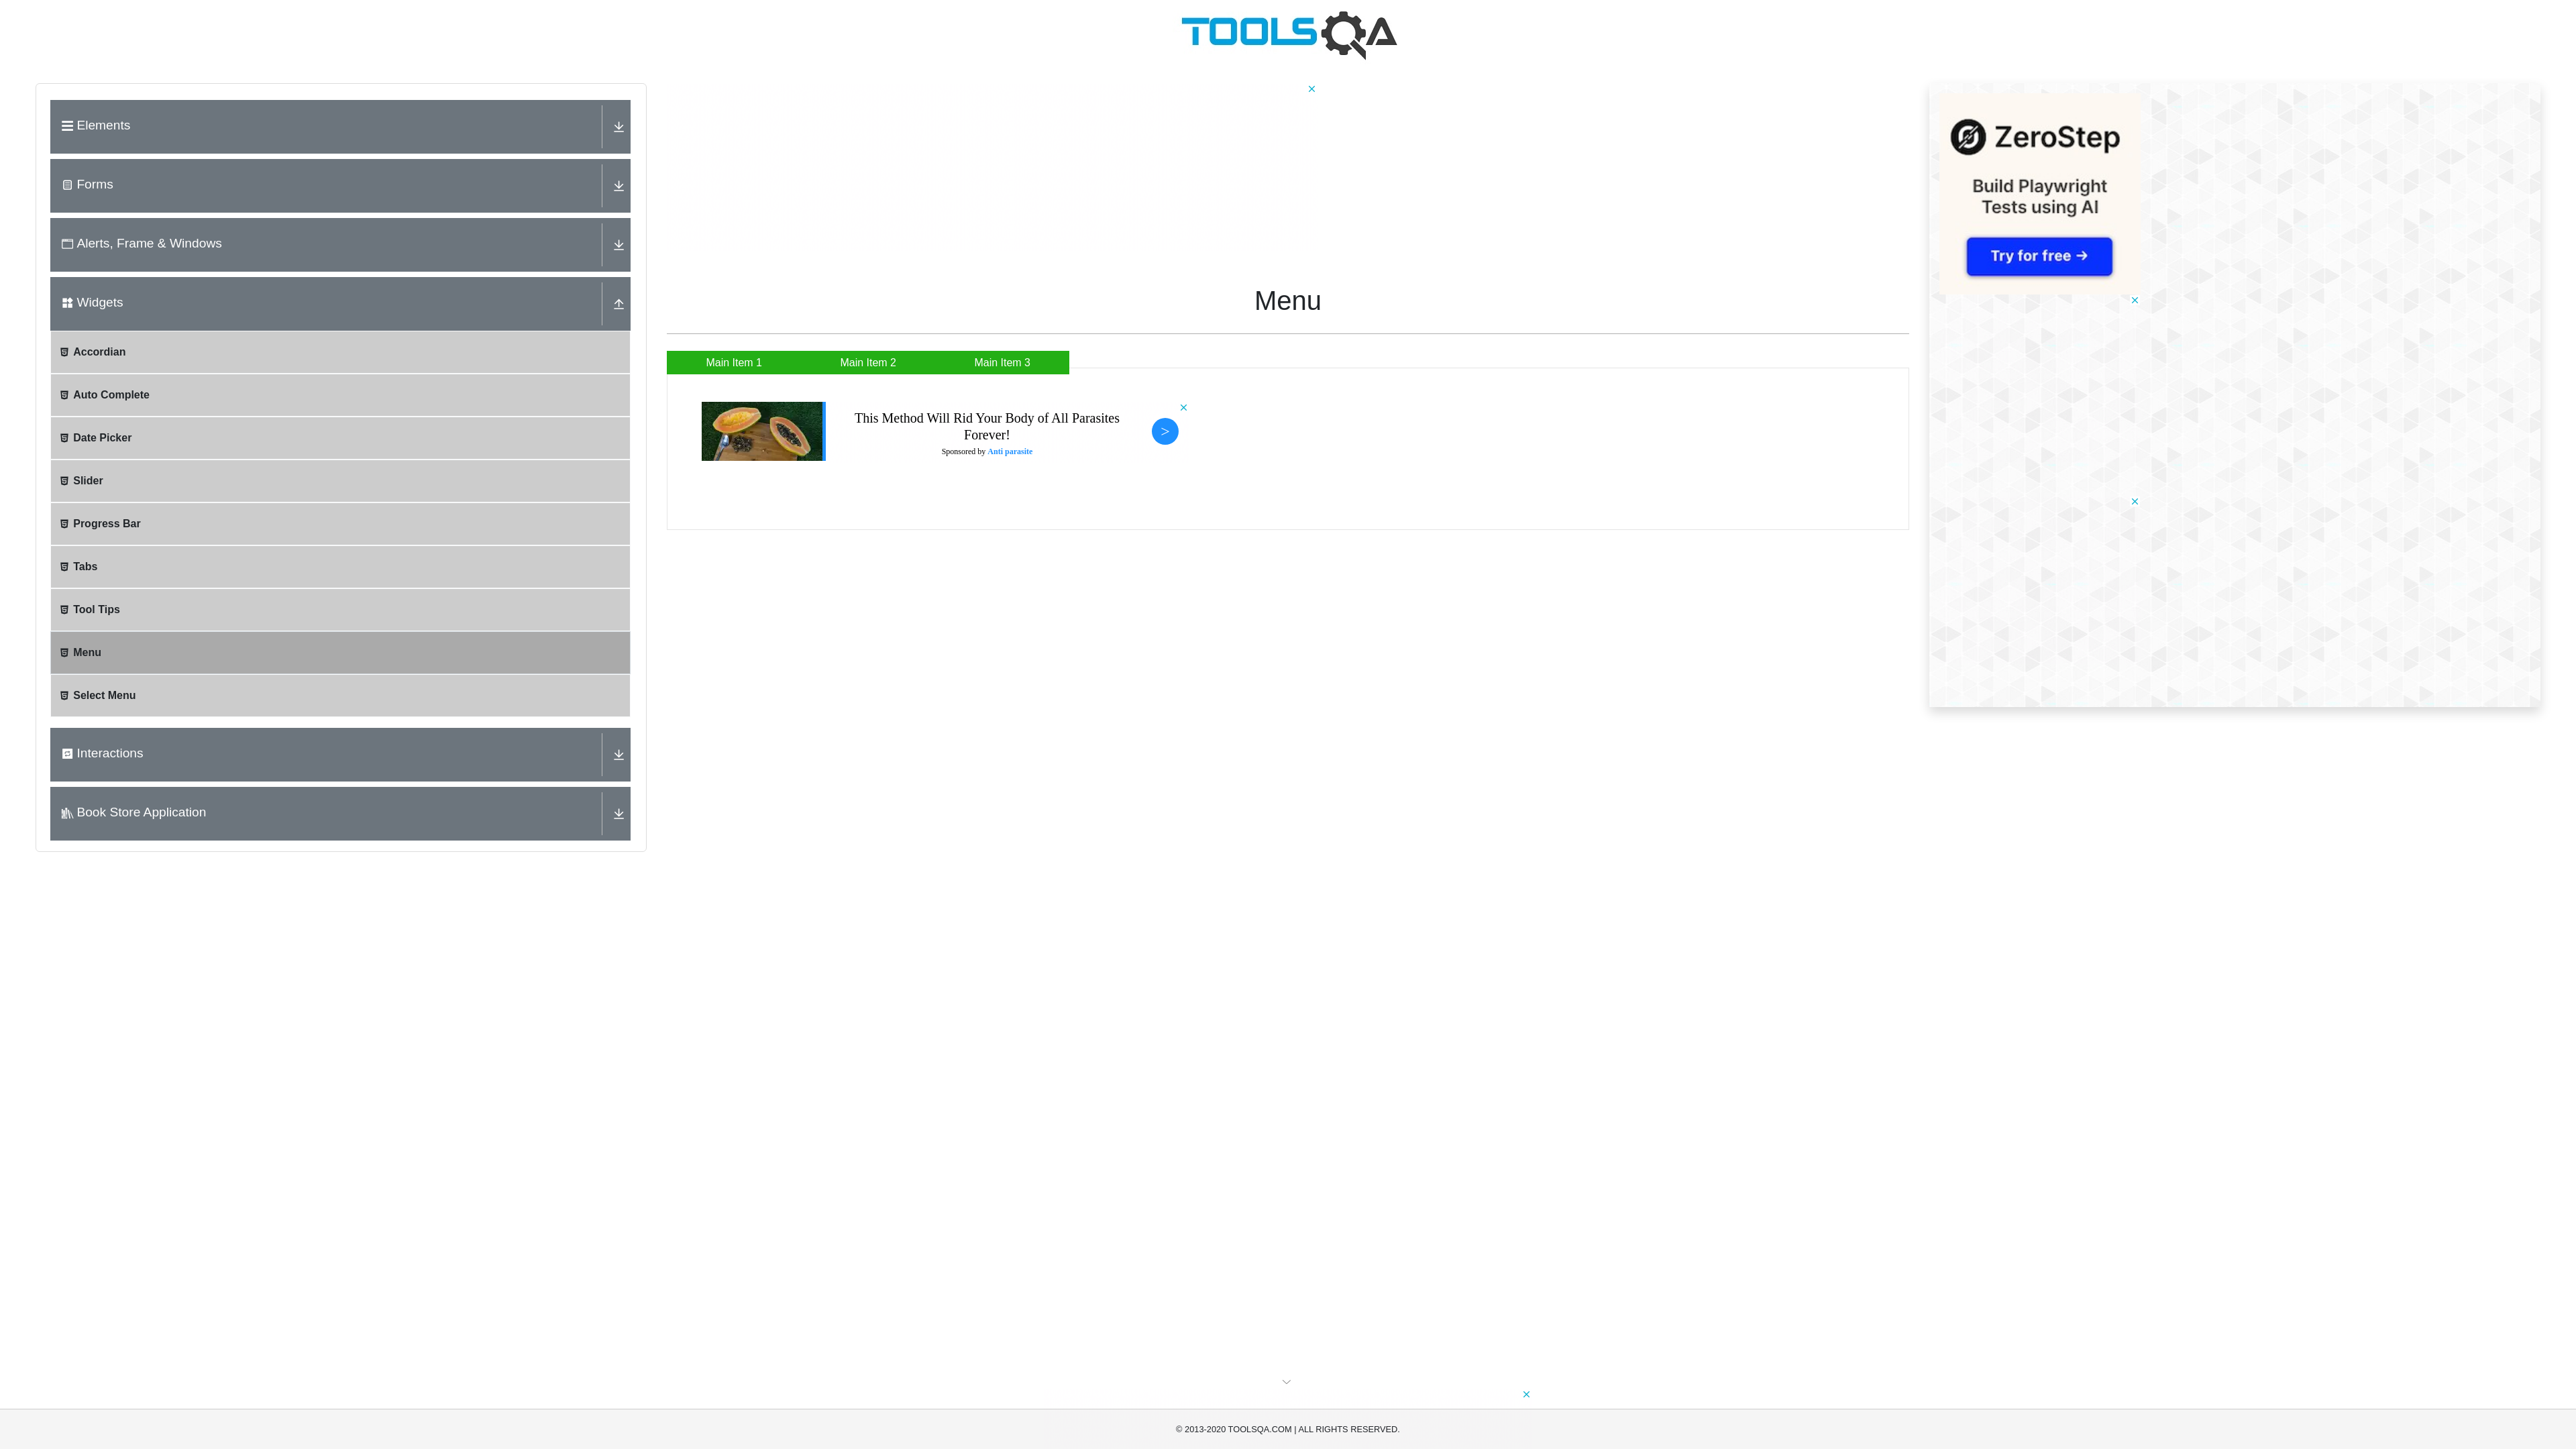 TOOLSQA
Elements
Forms
Alerts, Frame & Windows
Widgets
Accordian
Auto Complete
Date Picker
Slider
Progress Bar
Tabs
Tool Tips
Menu
Select Menu
Interactions
Book Store Application
Menu
Main Item 1
Main Item 2
Main Item 3
This Method Will Rid Your Body of All Parasites
Forever!
Sponsored by Anti parasite
>
ZeroStep
Build Playwright
Tests using AI
Try for free →
© 2013-2020 TOOLSQA.COM | ALL RIGHTS RESERVED.